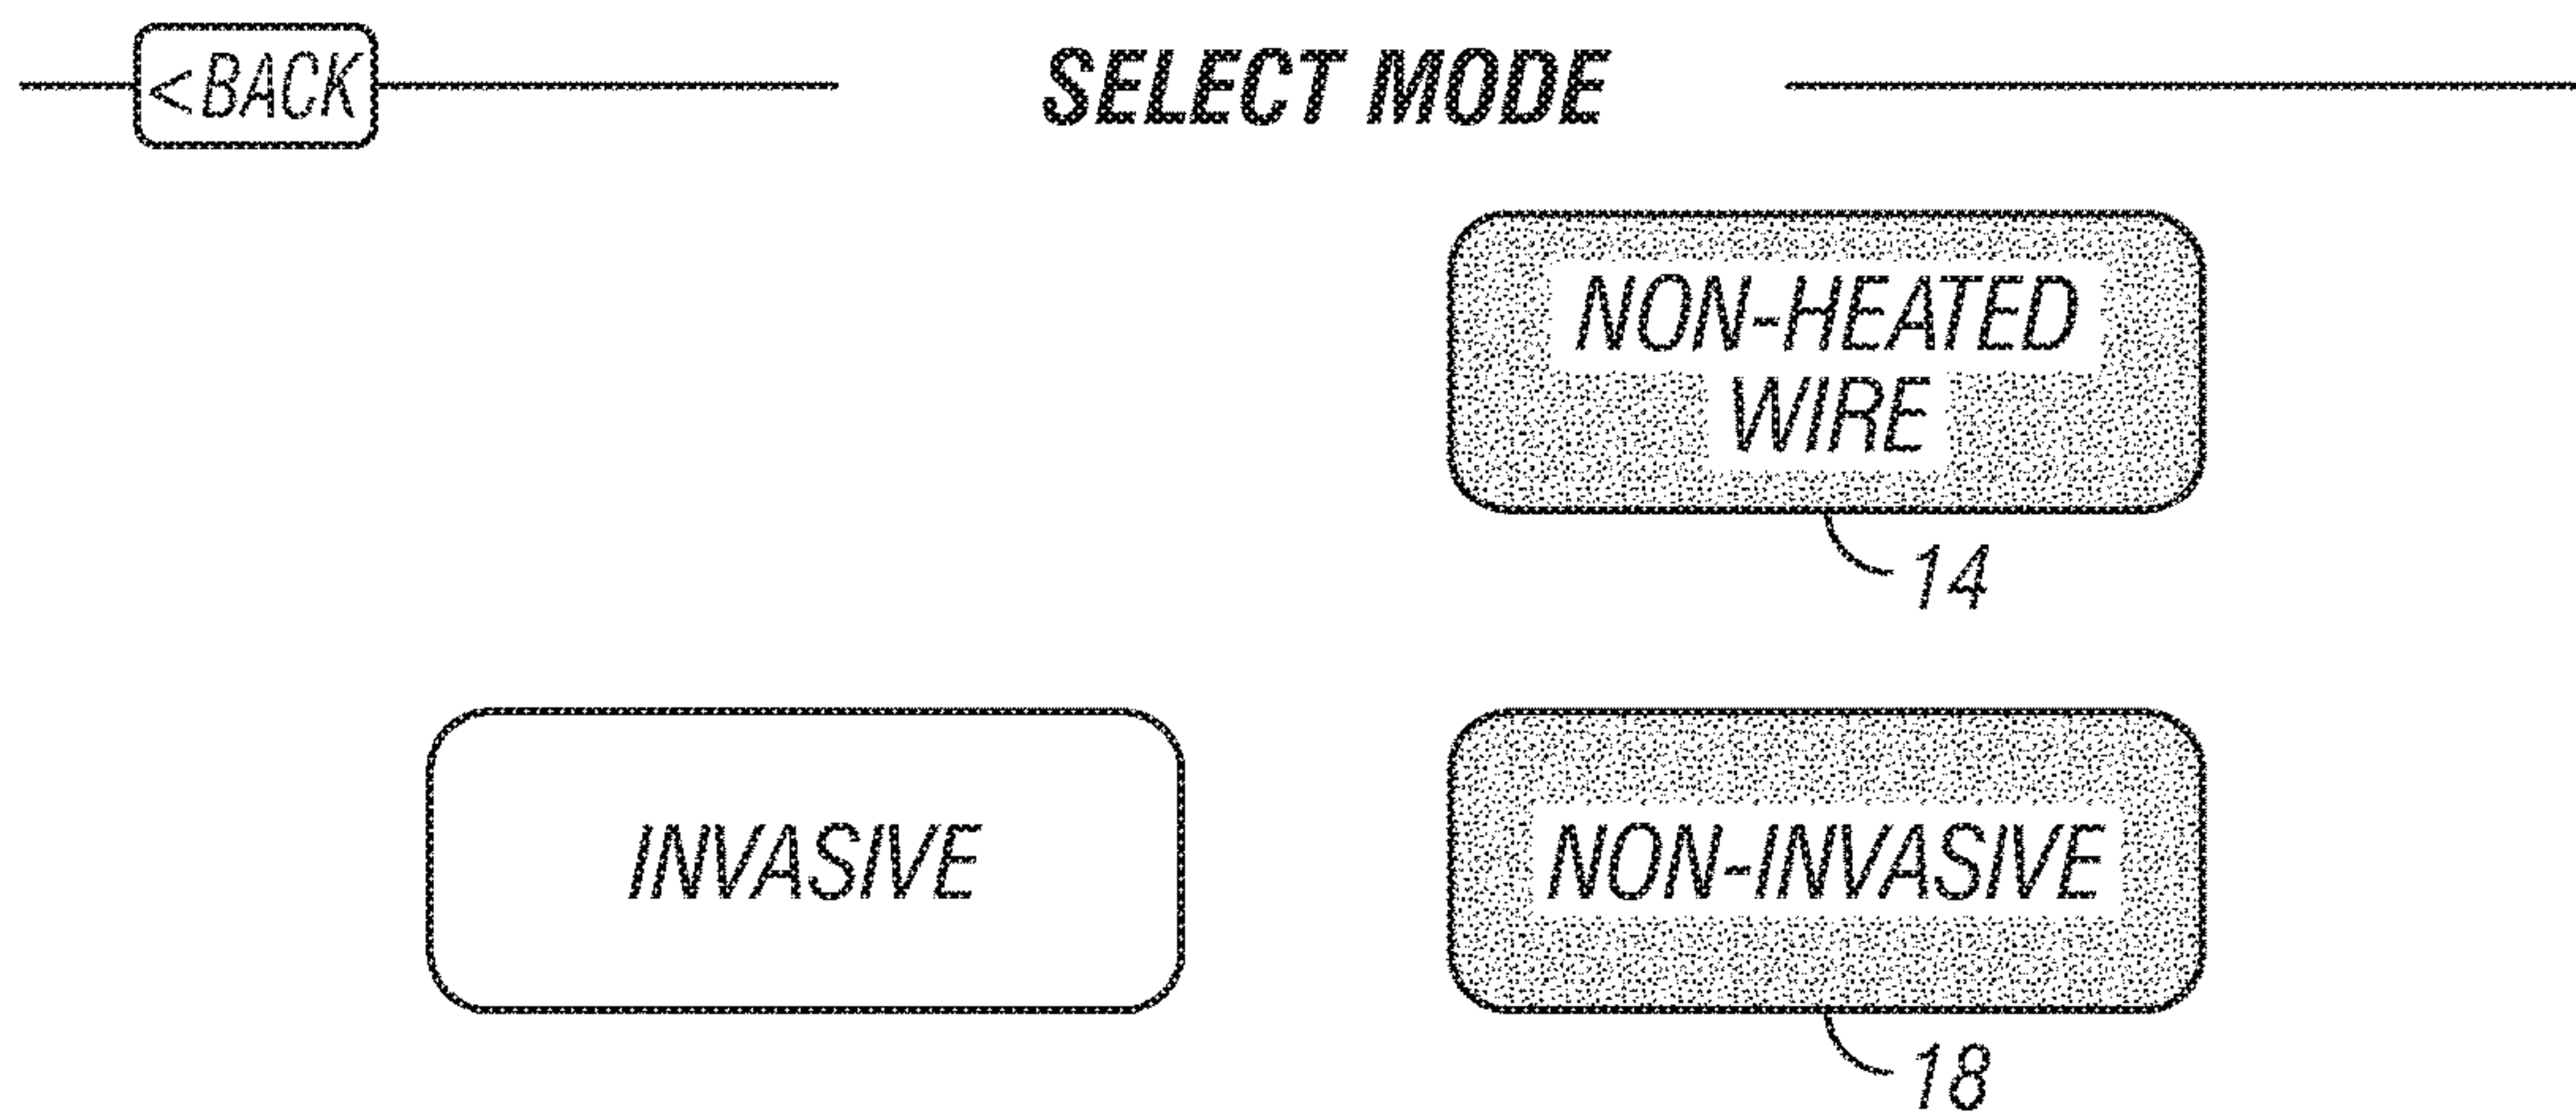 <BACK
SELECT MODE
NON-HEATED
WIRE
14
INVASIVE
NON-INVASIVE
18